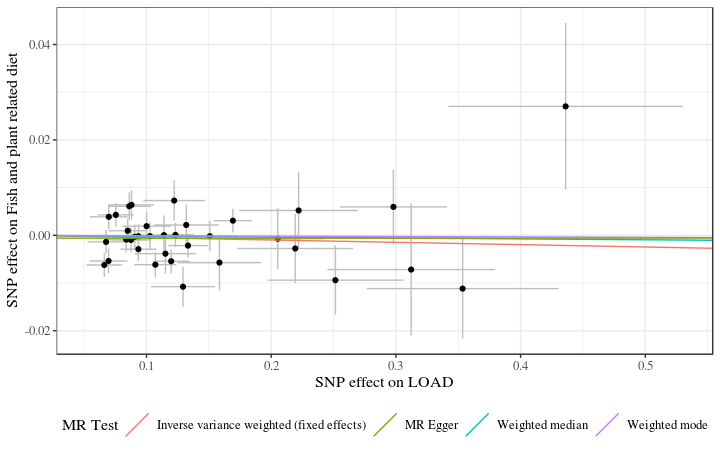 SNP effect on Fish and plant related diet
0.04
0.02
0.00
-0.02
0.1 0.2 0.3 0.4 0.5
SNP effect on LOAD
MR Test Inverse variance weighted (fixed effects) MR Egger Weighted median Weighted mode